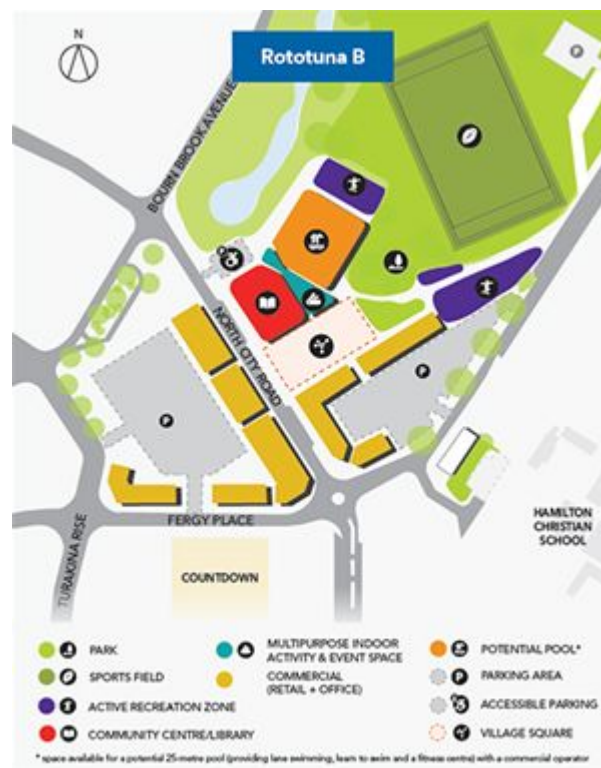 N
Rototuna B
P
BOURN BROOK AVENUE
NORTH CITY ROAD
P
P
FERGY PLACE
TURAKINA RISE
COUNTDOWN
HAMILTON
CHRISTIAN
SCHOOL
PARK
SPORTS FIELD
ACTIVE RECREATION ZONE
COMMUNITY CENTRE/LIBRARY
MULTIPURPOSE INDOOR
ACTIVITY & EVENT SPACE
COMMERCIAL
(RETAIL + OFFICE)
POTENTIAL POOL*
P PARKING AREA
ACCESSIBLE PARKING
VILLAGE SQUARE
* space available for a potential 25-metre pool (providing lane swimming, learn to swim and a fitness centre) with a commercial operator